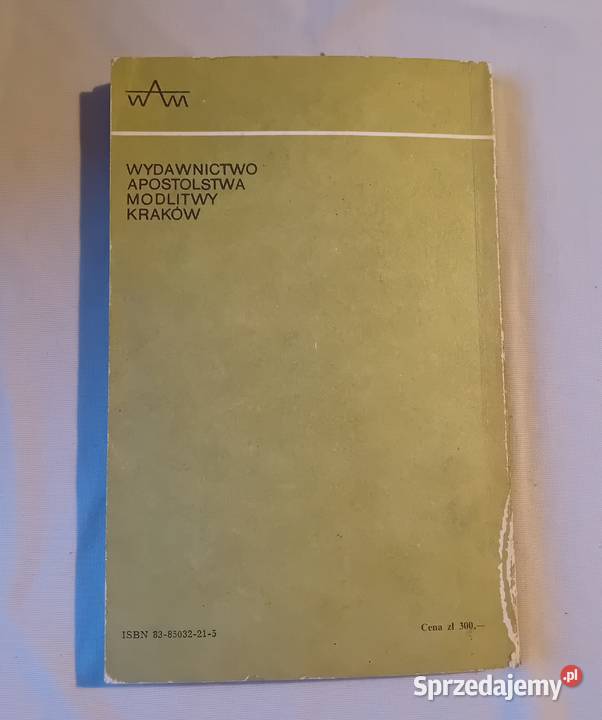 WAM
WYDAWNICTWO
APOSTOLSTWA
MODLITWY
KRAKÓW
ISBN 83-85032-21-5
Cena zł 300,—
Sprzedajemy.pl